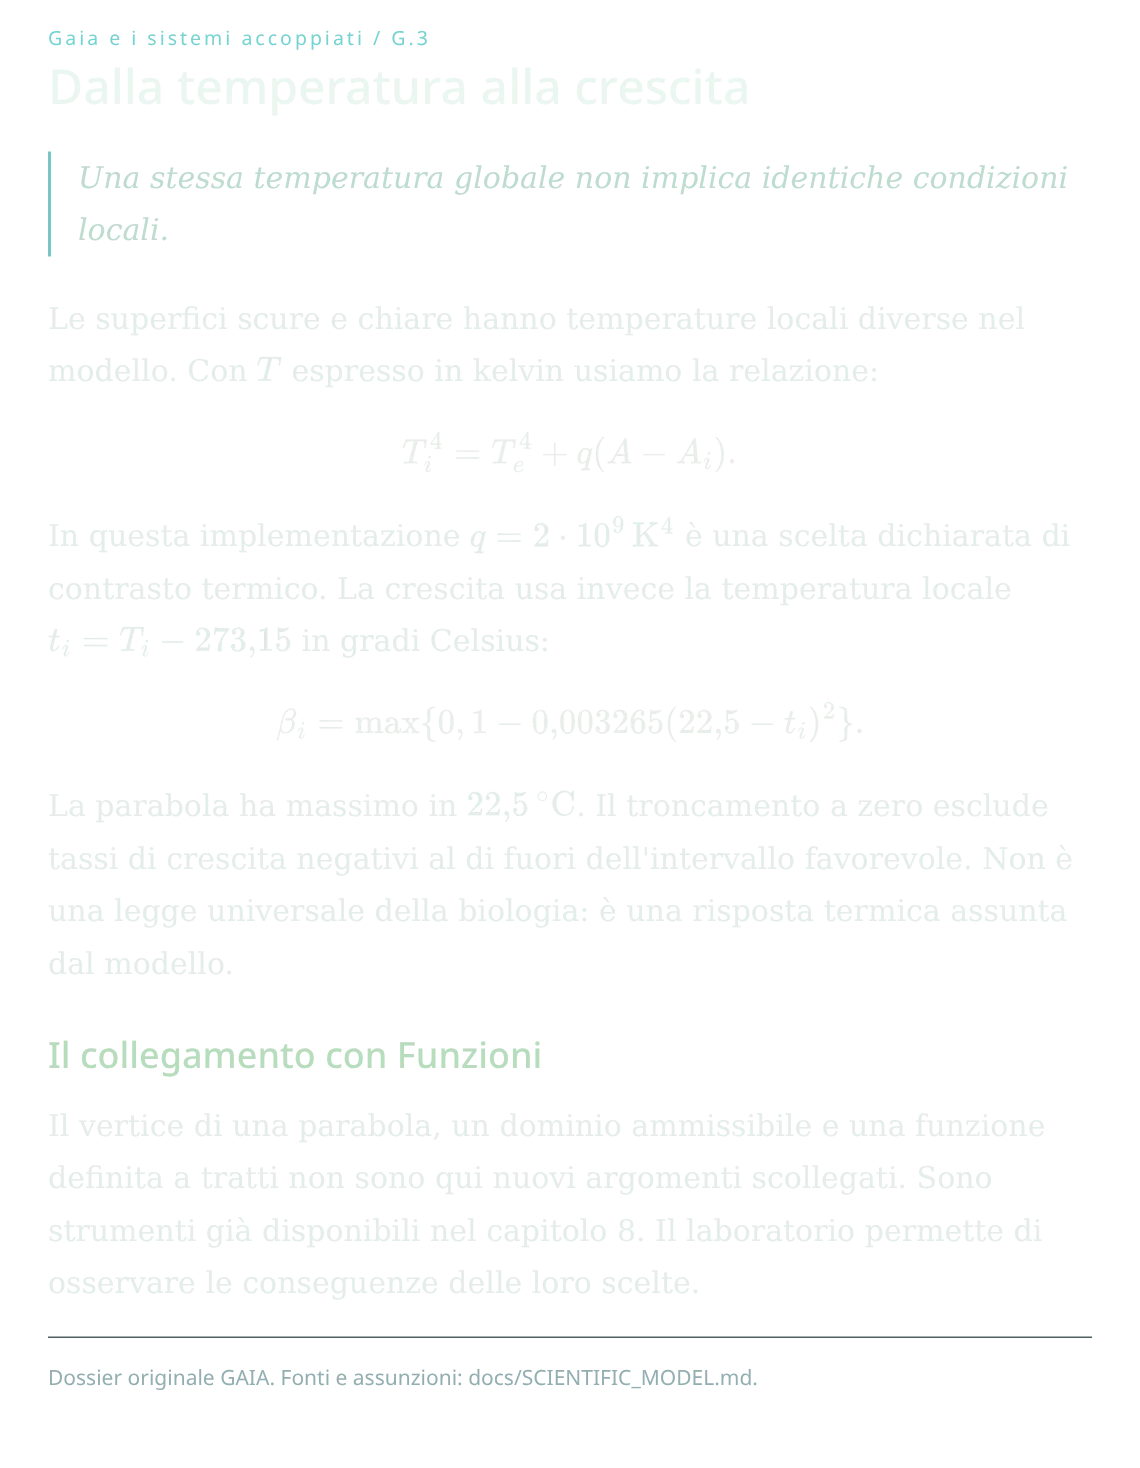 Gaia e i sistemi accoppiati / G.3
Dalla temperatura alla crescita
Una stessa temperatura globale non implica identiche condizioni
locali.
Le superfici scure e chiare hanno temperature locali diverse nel
modello. Con T espresso in kelvin usiamo la relazione:
T_i^4 = T_e^4 + q(A − A_i).
In questa implementazione q = 2 · 10^9 K^4 è una scelta dichiarata di
contrasto termico. La crescita usa invece la temperatura locale
t_i = T_i − 273,15 in gradi Celsius:
β_i = max{0, 1 − 0,003265(22,5 − t_i)^2}.
La parabola ha massimo in 22,5 °C. Il troncamento a zero esclude
tassi di crescita negativi al di fuori dell'intervallo favorevole. Non è
una legge universale della biologia: è una risposta termica assunta
dal modello.
Il collegamento con Funzioni
Il vertice di una parabola, un dominio ammissibile e una funzione
definita a tratti non sono qui nuovi argomenti scollegati. Sono
strumenti già disponibili nel capitolo 8. Il laboratorio permette di
osservare le conseguenze delle loro scelte.
Dossier originale GAIA. Fonti e assunzioni: docs/SCIENTIFIC_MODEL.md.